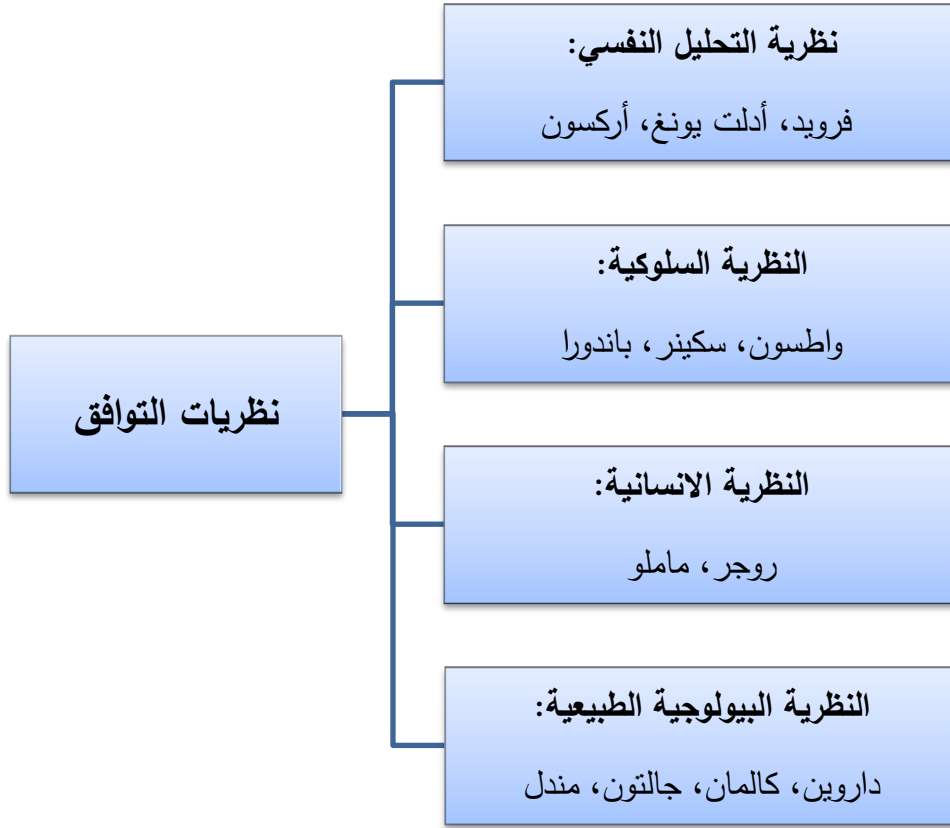 نظريات التوافق
نظرية التحليل النفسي:
فرويد، أدلت يونغ، أركسون
النظرية السلوكية:
واطسون، سكينر، باندورا
النظرية الانسانية:
روجر، ماملو
النظرية البيولوجية الطبيعية:
داروين، كالمان، جالتون، مندل